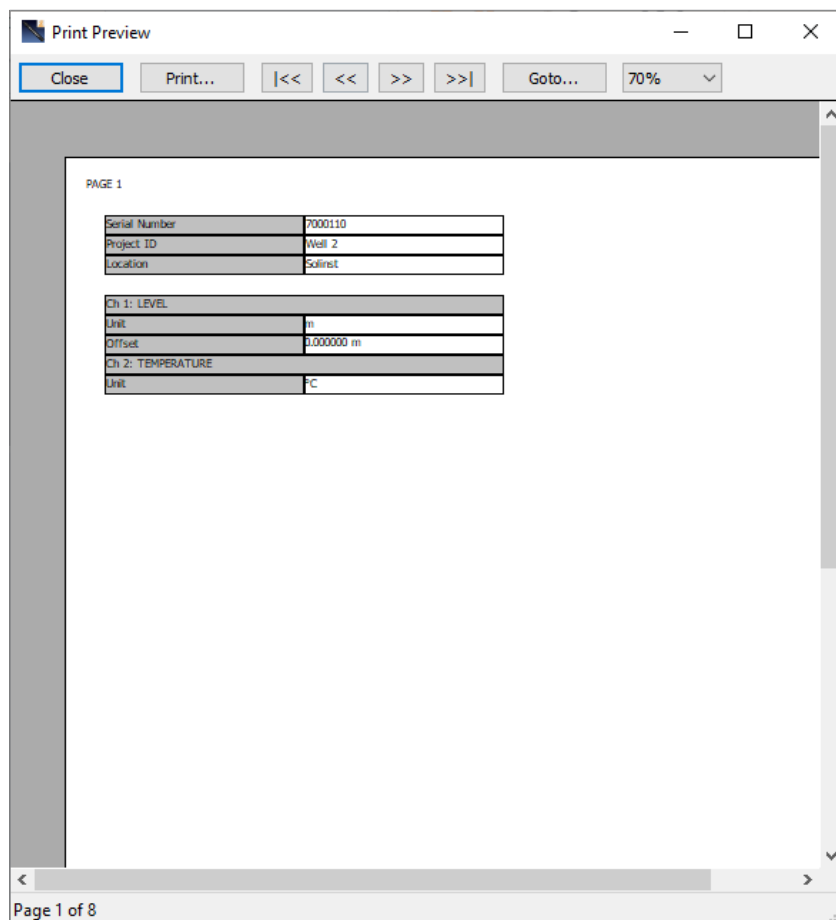 Print Preview
Close Print... |<< << >> >>| Goto... 70%
PAGE 1
Serial Number 7000110
Project ID Well 2
Location Solinst
Ch 1: LEVEL
Unit m
Offset 0.000000 m
Ch 2: TEMPERATURE
Unit °C
Page 1 of 8